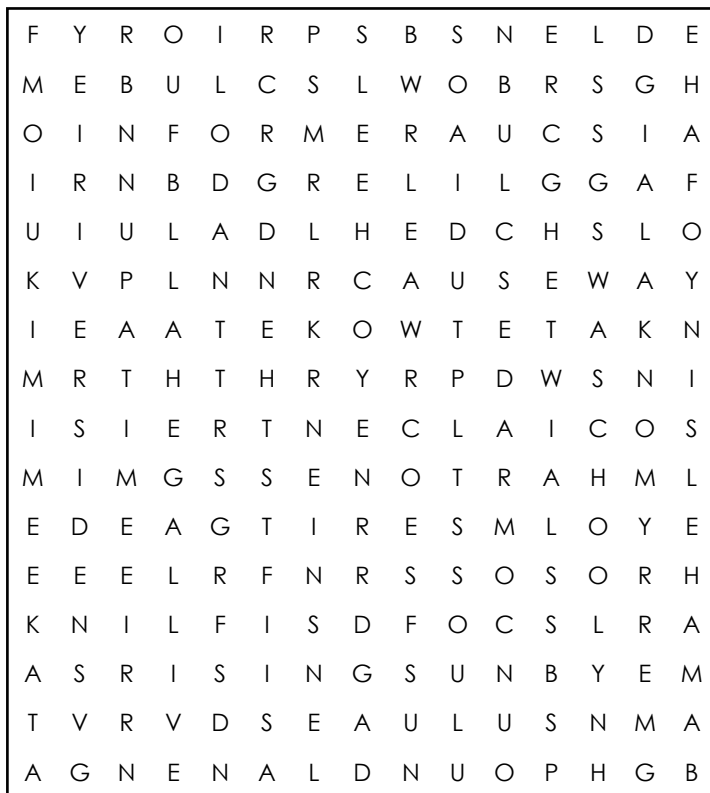 F Y R O I R P S B S N E L D E
M E B U L C S L W O B R S G H
O I N F O R M E R A U C S I A
I R N B D G R E L I L G G A F
U I U L A D L H E D C H S L O
K V P L N N R C A U S E W A Y
I E A A T E K O W T E T A K N
M R T H T H R Y R P D W S N I
I S I E R T N E C L A I C O S
M I M G S S E N O T R A H M L
E D E A G T I R E S M L O Y E
E E E L R F N R S S O S O R H
K N I L F I S D F O C S L R A
A S R I S I N G S U N B Y E M
T V R V D S E A U L U S N M A
A G N E N A L D N U O P H G B